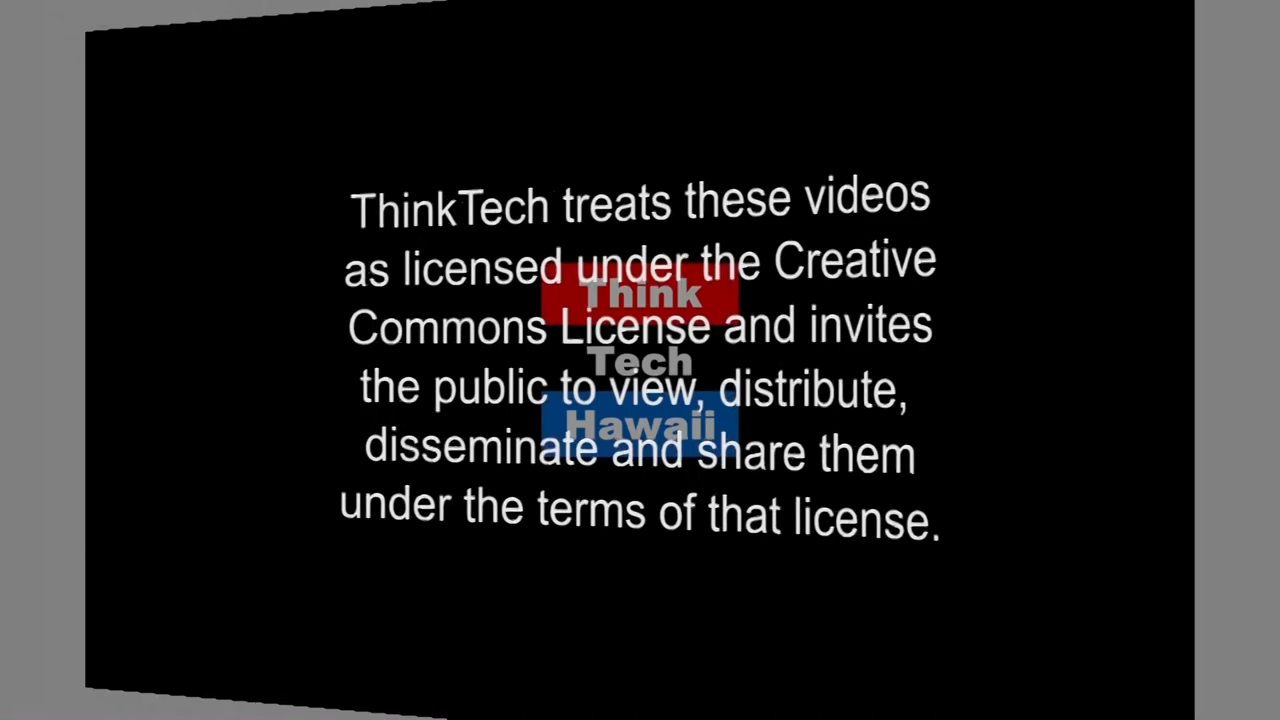 ThinkTech treats these videos
as licensed under the Creative
Commons License and invites
the public to view, distribute,
disseminate and share them
under the terms of that license.
Think
Tech
Hawaii